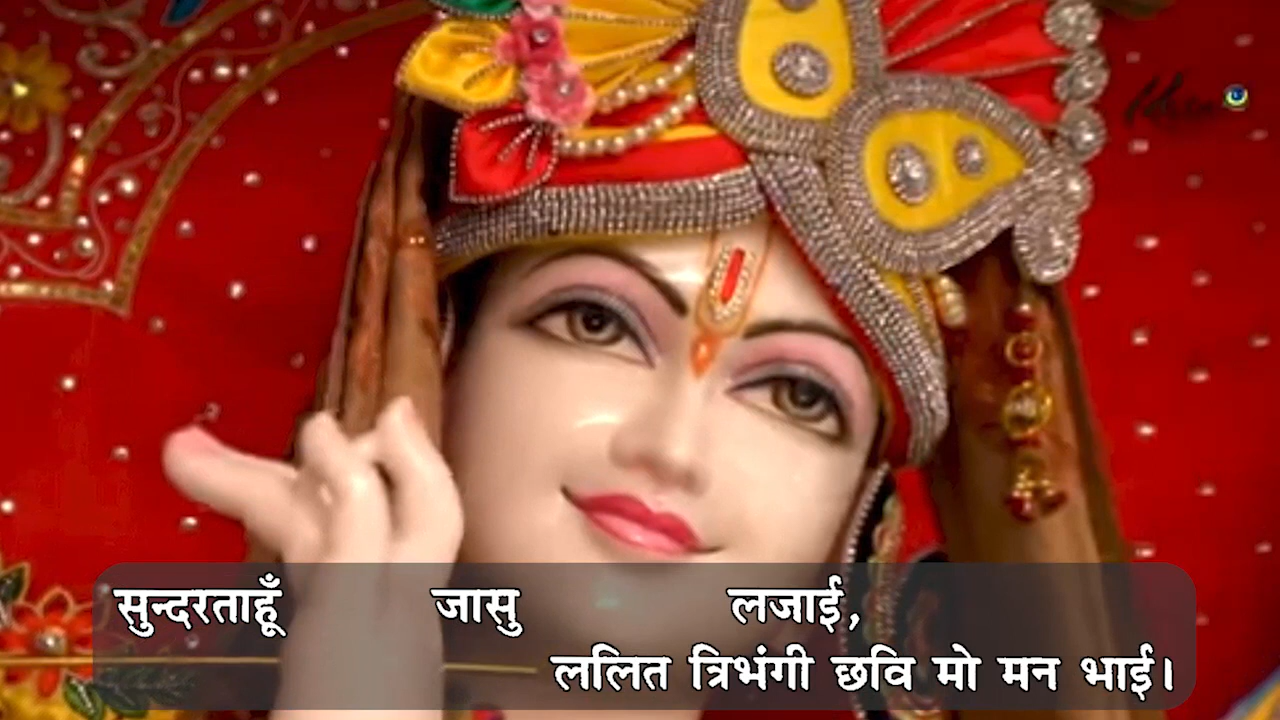 सुन्दरताहूँ जासु लजाई,
ललित त्रिभंगी छवि मो मन भाई।